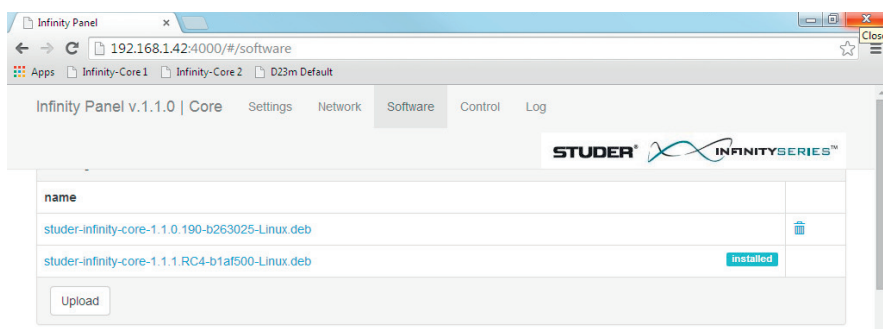 Infinity Panel
Close
192.168.1.42:4000/#/software
Apps Infinity-Core 1 Infinity-Core 2 D23m Default
Infinity Panel v.1.1.0 | Core Settings Network Software Control Log
STUDER® INFINITYSERIES™
name
studer-infinity-core-1.1.0.190-b263025-Linux.deb
studer-infinity-core-1.1.1.RC4-b1af500-Linux.deb installed
Upload